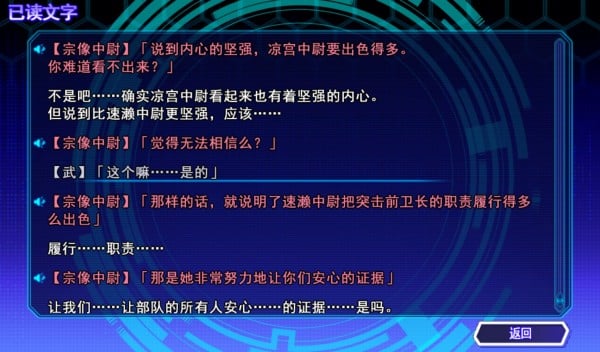 已读文字
【宗像中尉】「说到内心的坚强，凉宫中尉要出色得多。
你难道看不出来？」
不是吧……确实凉宫中尉看起来也有着坚强的内心。
但说到比速濑中尉更坚强，应该……
【宗像中尉】「觉得无法相信么？」
【武】「这个嘛……是的」
【宗像中尉】「那样的话，就说明了速濑中尉把突击前卫长的职责履行得多
么出色」
履行……职责……
【宗像中尉】「那是她非常努力地让你们安心的证据」
让我们……让部队的所有人安心……的证据……是吗。
返回